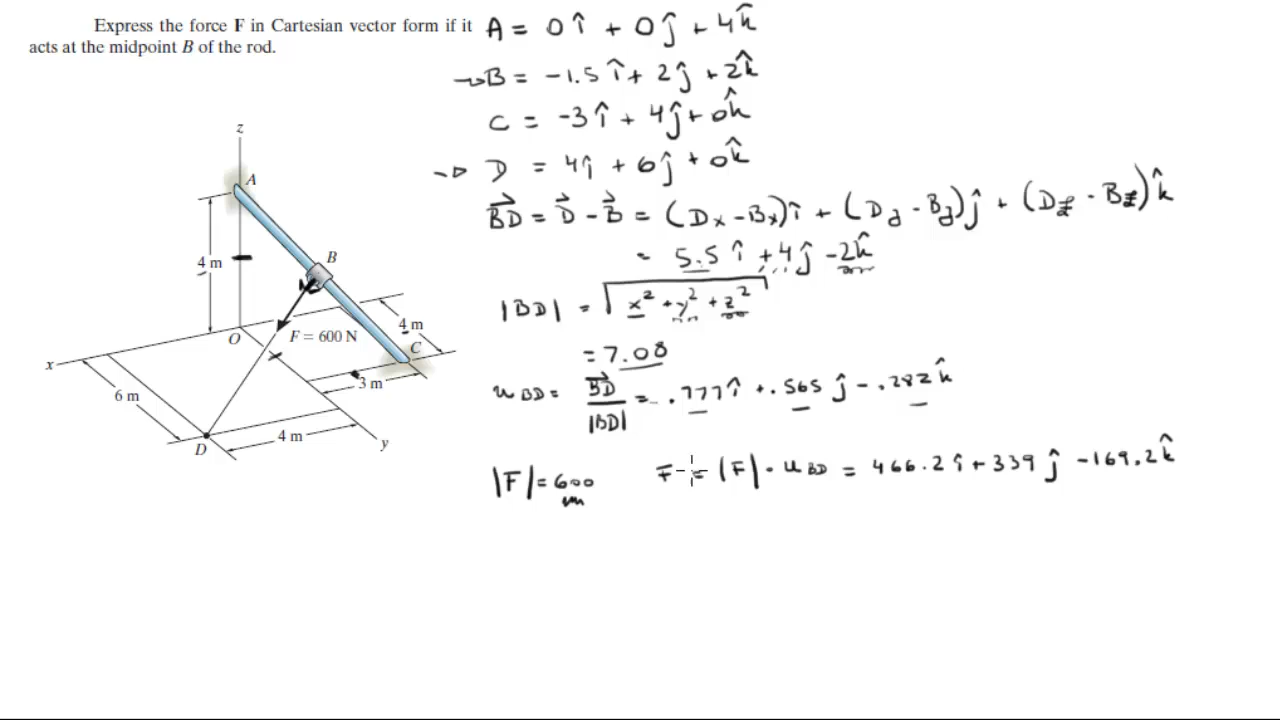 Express the force F in Cartesian vector form if it
acts at the midpoint B of the rod.
A = 0î + 0ĵ + 4k̂
→B = -1.5î + 2ĵ + 2k̂
C = -3î + 4ĵ + 0k̂
→ D = 4î + 6ĵ + 0k̂
BD = D - B = (Dx - Bx)î + (Dy - By)ĵ + (Dz - Bz)k̂
= 5.5î + 4ĵ - 2k̂
|BD| = √x² + y² + z²
= 7.08
u BD = BD / |BD| = .777î + .565ĵ - .282k̂
|F| = 600
F = |F| · u BD = 466.2î + 339ĵ - 169.2k̂
z
A
B
4 m
F = 600 N
4 m
O
C
x
3 m
6 m
4 m
y
D